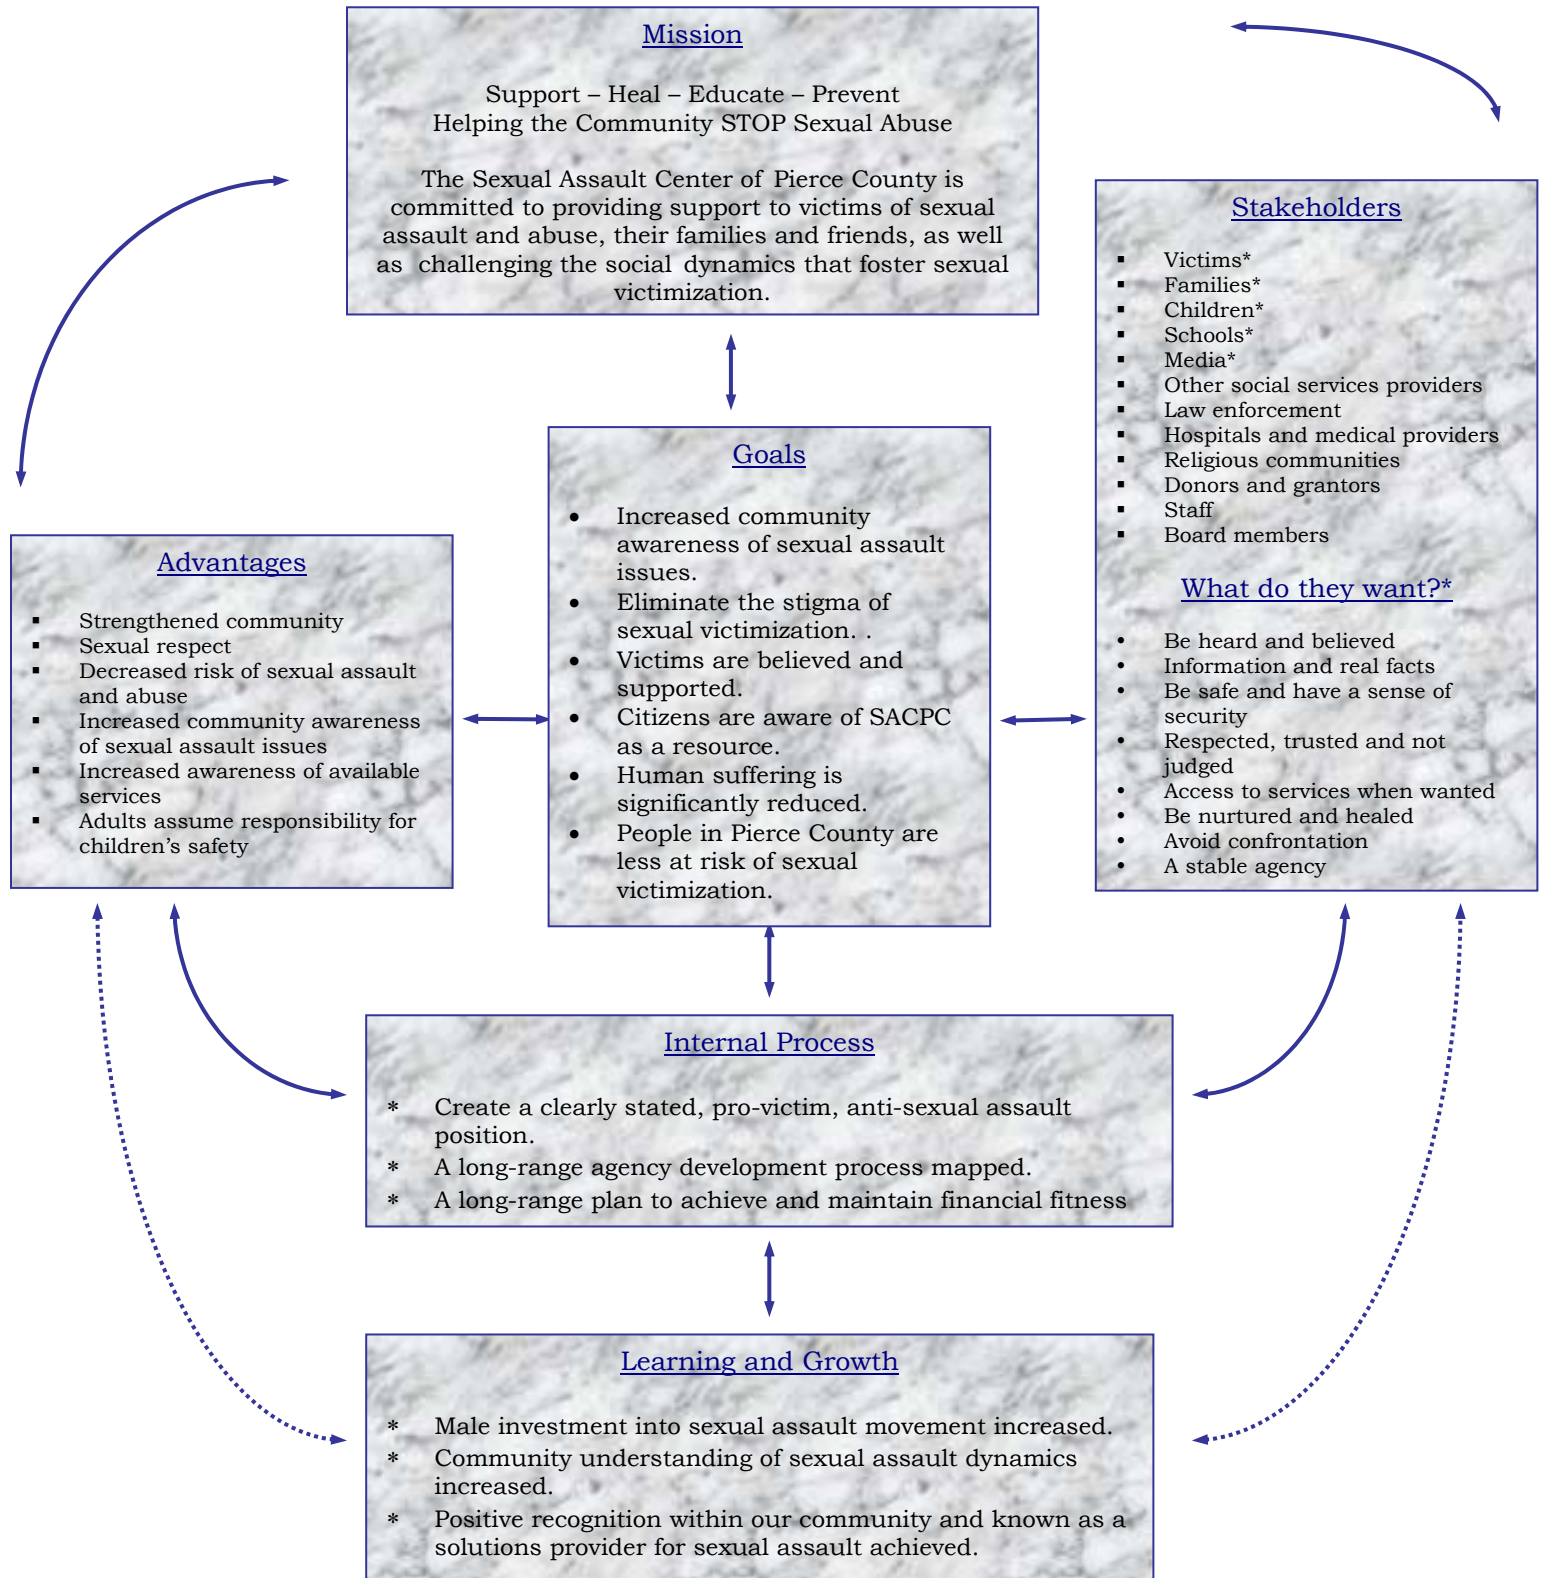 Mission
Support – Heal – Educate – Prevent
Helping the Community STOP Sexual Abuse
The Sexual Assault Center of Pierce County is
committed to providing support to victims of sexual
assault and abuse, their families and friends, as well
as challenging the social dynamics that foster sexual
victimization.
Stakeholders
▪ Victims*
▪ Families*
▪ Children*
▪ Schools*
▪ Media*
▪ Other social services providers
▪ Law enforcement
▪ Hospitals and medical providers
▪ Religious communities
▪ Donors and grantors
▪ Staff
▪ Board members
What do they want?*
• Be heard and believed
• Information and real facts
• Be safe and have a sense of
security
• Respected, trusted and not
judged
• Access to services when wanted
• Be nurtured and healed
• Avoid confrontation
• A stable agency
Goals
• Increased community
awareness of sexual assault
issues.
• Eliminate the stigma of
sexual victimization. .
• Victims are believed and
supported.
• Citizens are aware of SACPC
as a resource.
• Human suffering is
significantly reduced.
• People in Pierce County are
less at risk of sexual
victimization.
Advantages
▪ Strengthened community
▪ Sexual respect
▪ Decreased risk of sexual assault
and abuse
▪ Increased community awareness
of sexual assault issues
▪ Increased awareness of available
services
▪ Adults assume responsibility for
children’s safety
Internal Process
* Create a clearly stated, pro-victim, anti-sexual assault
position.
* A long-range agency development process mapped.
* A long-range plan to achieve and maintain financial fitness
Learning and Growth
* Male investment into sexual assault movement increased.
* Community understanding of sexual assault dynamics
increased.
* Positive recognition within our community and known as a
solutions provider for sexual assault achieved.